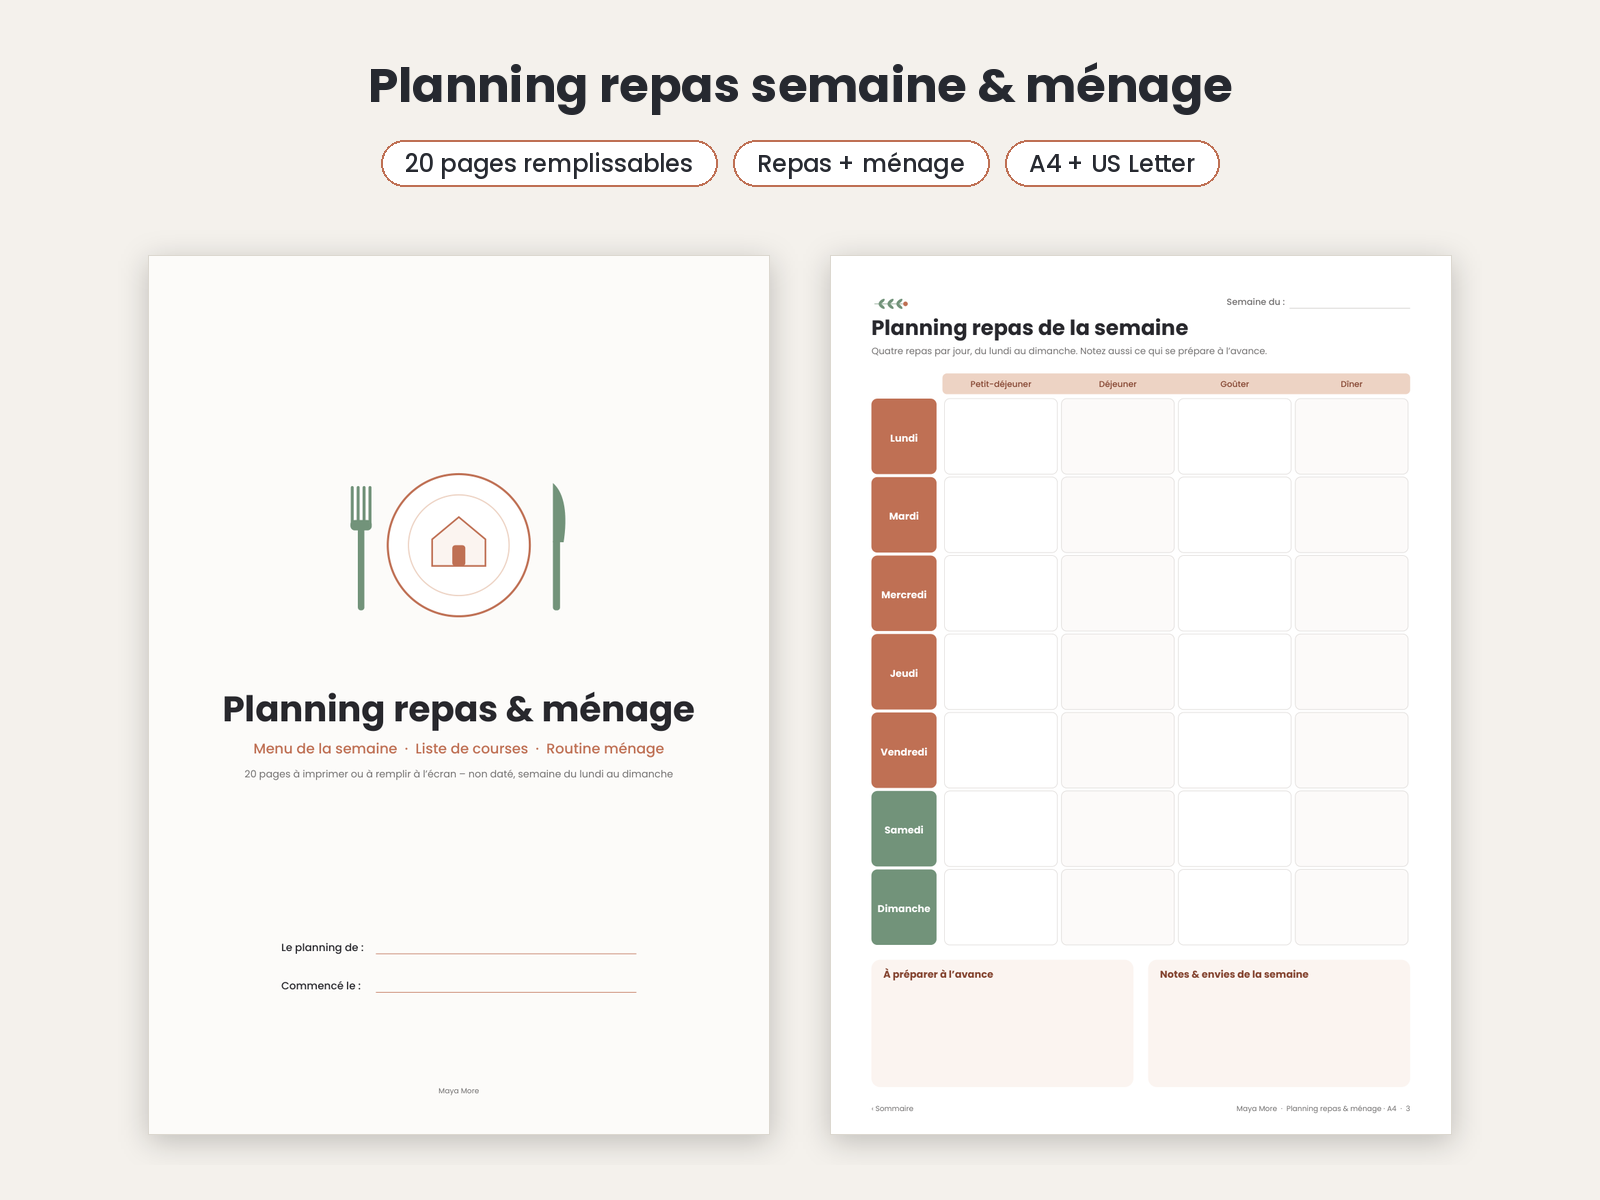 Planning repas semaine & ménage
20 pages remplissables
Repas + ménage
A4 + US Letter
Planning repas & ménage
Menu de la semaine · Liste de courses · Routine ménage
20 pages à imprimer ou à remplir à l’écran – non daté, semaine du lundi au dimanche
Le planning de :
Commencé le :
Maya More
Semaine du :
Planning repas de la semaine
Quatre repas par jour, du lundi au dimanche. Notez aussi ce qui se prépare à l’avance.
Petit-déjeuner Déjeuner Goûter Dîner
Lundi
Mardi
Mercredi
Jeudi
Vendredi
Samedi
Dimanche
À préparer à l’avance
Notes & envies de la semaine
‹ Sommaire
Maya More · Planning repas & ménage · A4 · 3